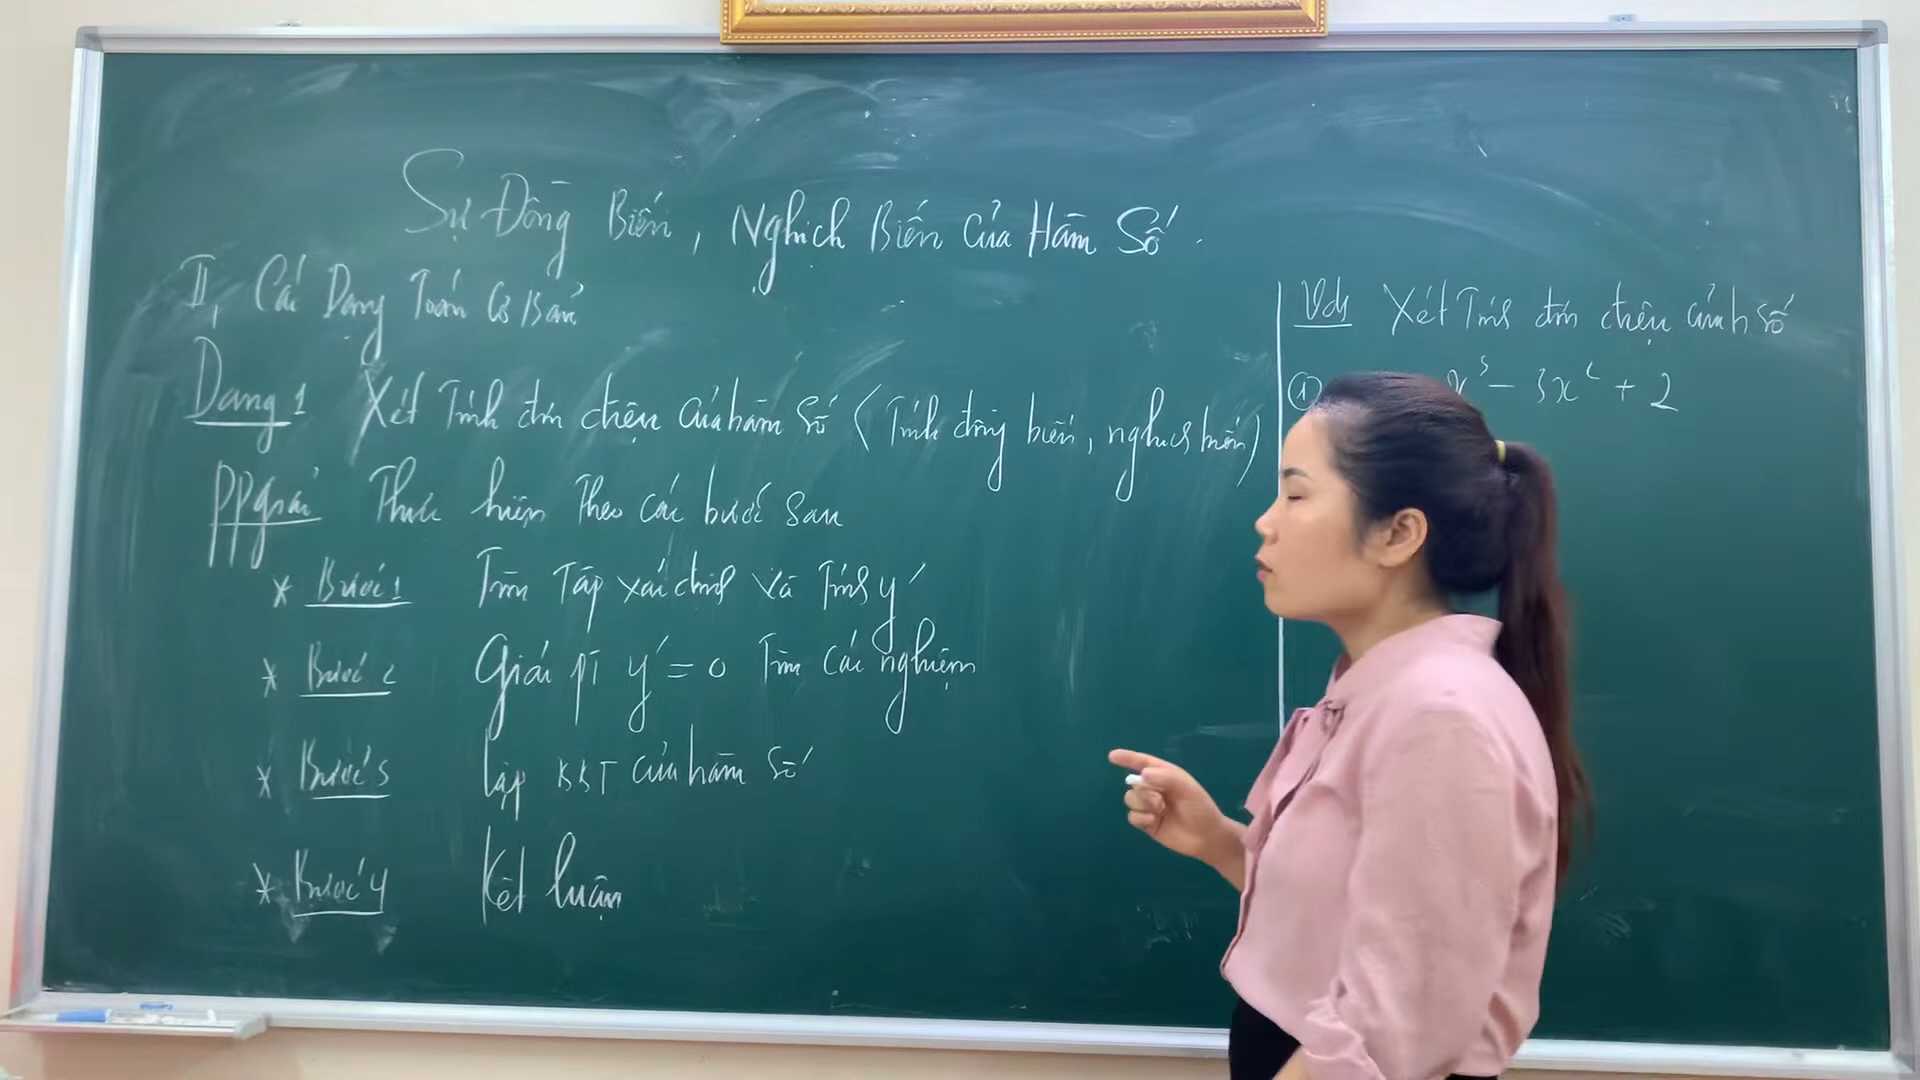 Sự Đồng Biến, Nghịch Biến Của Hàm Số.
II, Các Dạng Toán Cơ Bản
Dạng 1 Xét Tính đơn điệu của hàm số (Tính đồng biến, nghịch biến)
PPgiải Thực hiện theo các bước sau
* Bước 1 Tìm Tập xác định và Tính y'
* Bước 2 Giải pt y' = 0 Tìm các nghiệm
* Bước 3 Lập BBT của hàm số
* Bước 4 Kết luận
Vd1 Xét Tính đơn điệu của h số
① x³ - 3x² + 2